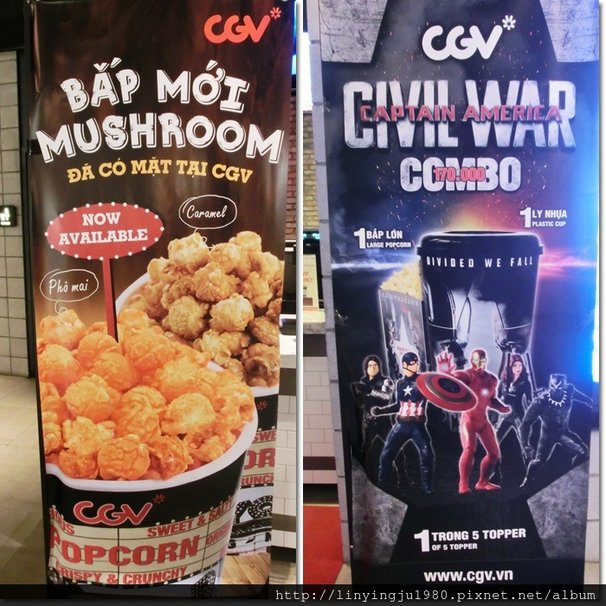 CGV*
BẮP MỚI
MUSHROOM
ĐÃ CÓ MẶT TẠI CGV
NOW
AVAILABLE
Caramel
Phô mai
CGV*
SWEET &
POPCORN
CRISPY & CRUNCHY
CGV*
CIVIL WAR
CAPTAIN AMERICA
COMBO
170.000
1 LY NHỰA
PLASTIC CUP
1 BẮP LỚN
LARGE POPCORN
DIVIDED WE FALL
1 TRONG 5 TOPPER
OF 5 TOPPER
www.cgv.vn
http://linyingju1980.pixnet.net/album